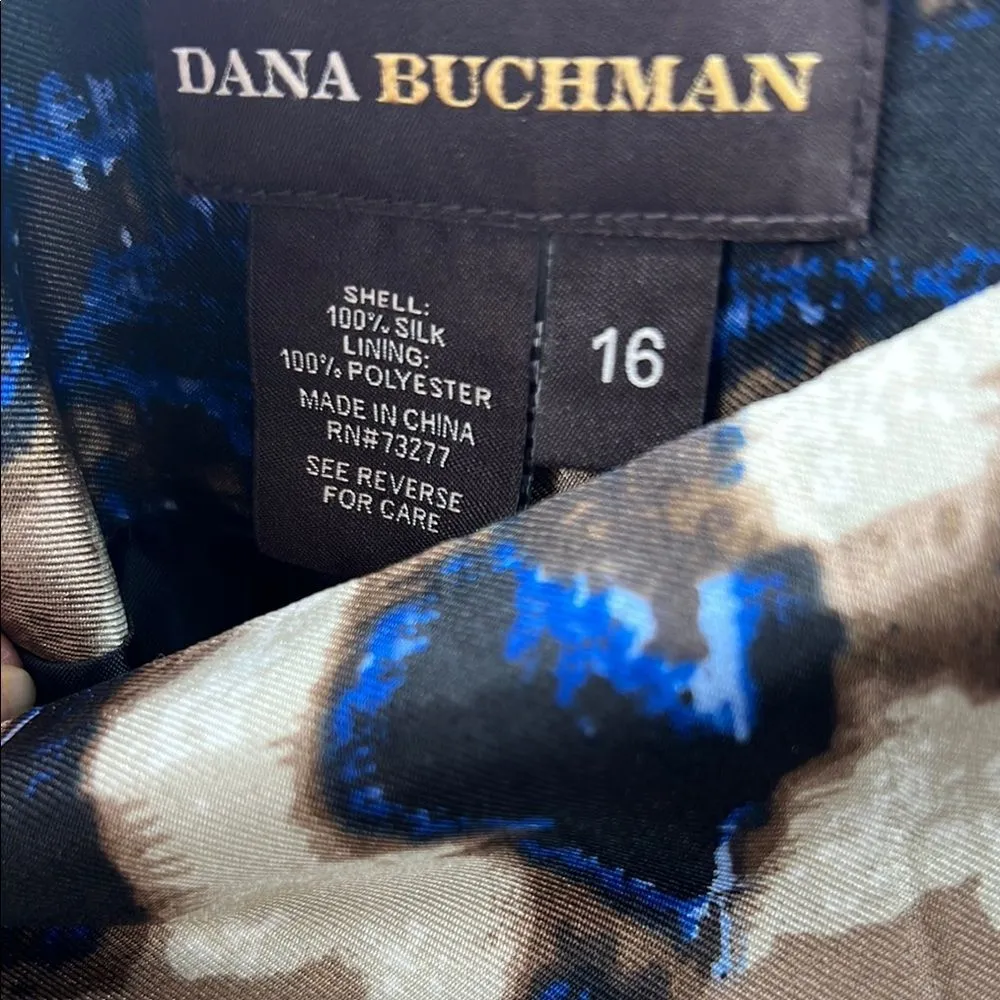 DANA BUCHMAN
SHELL:
100% SILK
LINING:
100% POLYESTER
MADE IN CHINA
RN#73277
SEE REVERSE
FOR CARE
16